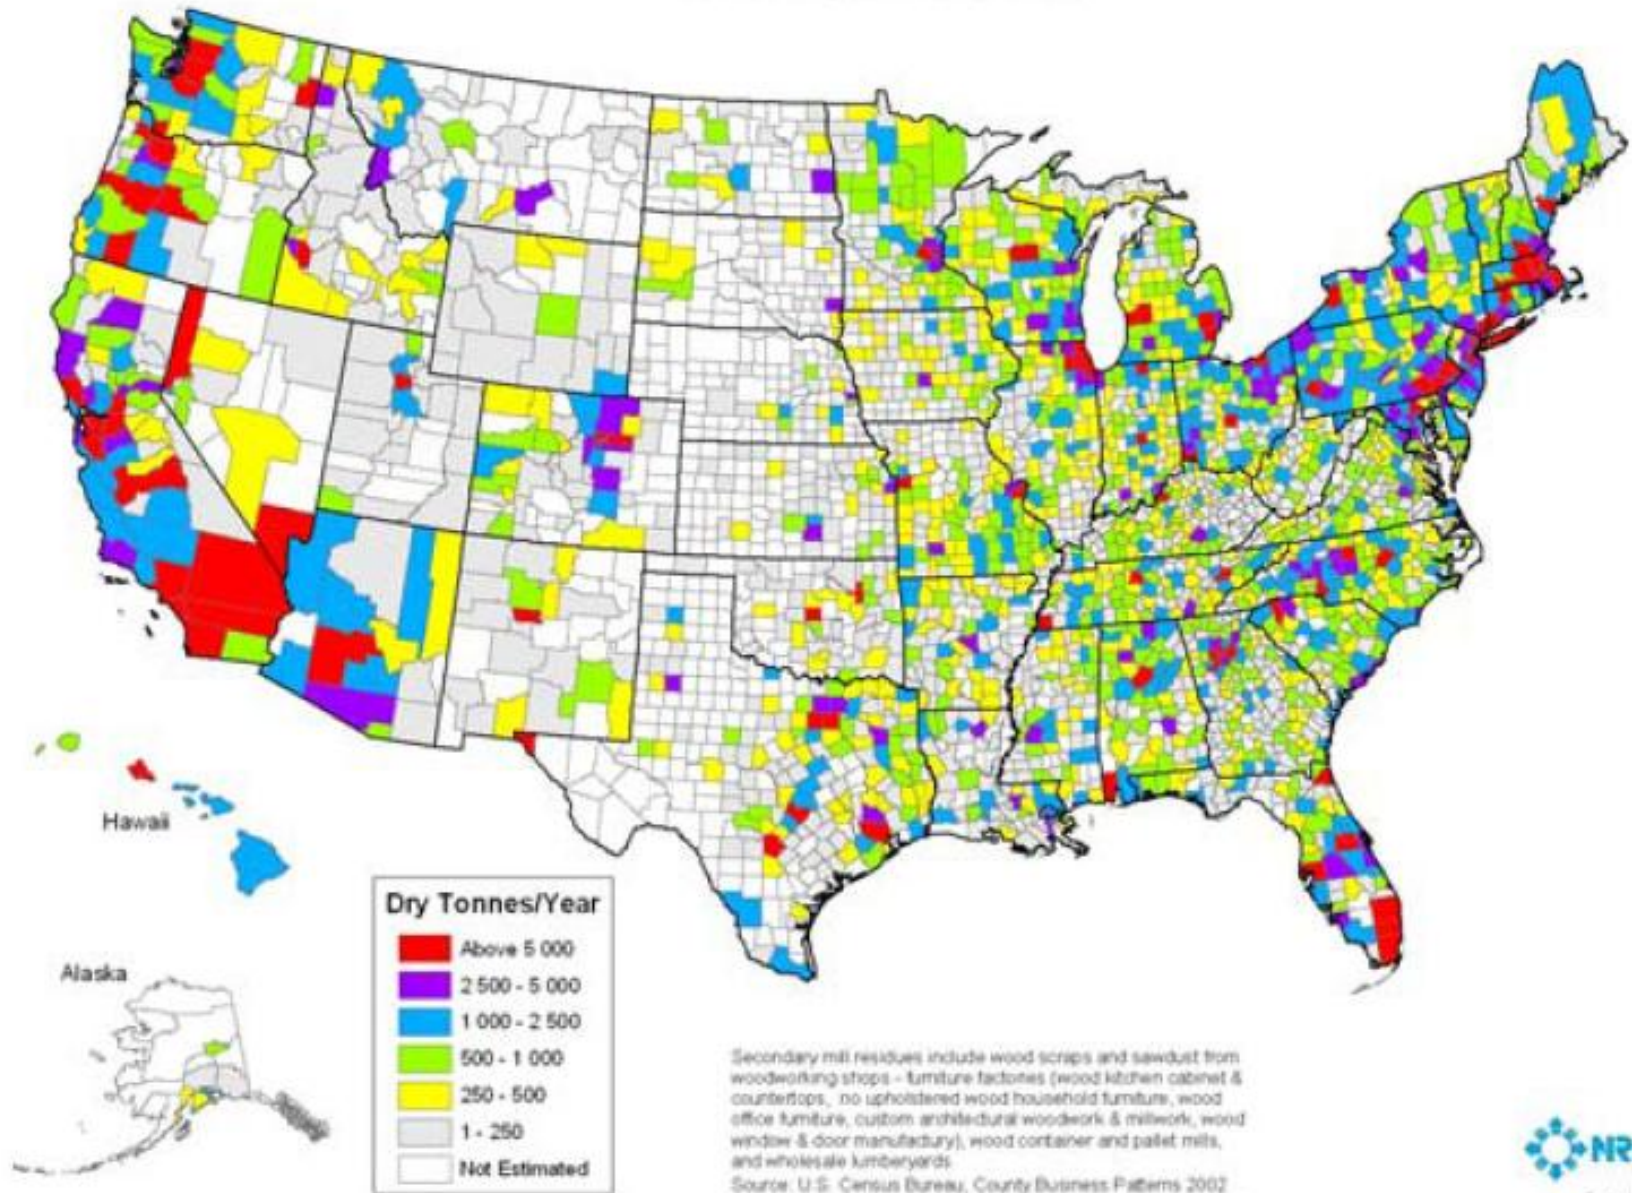 Hawaii
Alaska
Dry Tonnes/Year
Above 5 000
2 500 - 5 000
1 000 - 2 500
500 - 1 000
250 - 500
1 - 250
Not Estimated
Secondary mill residues include wood scraps and sawdust from
woodworking shops - furniture factories (wood kitchen cabinet &
countertops, no upholstered wood household furniture, wood
office furniture, custom architectural woodwork & millwork, wood
window & door manufactury), wood container and pallet mills,
and wholesale lumberyards
Source: U.S. Census Bureau, County Business Patterns 2002
NR